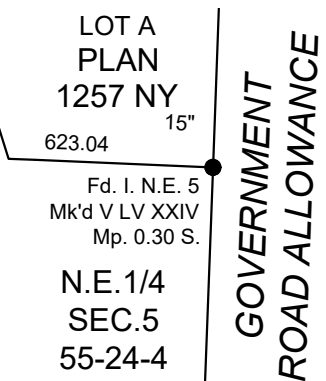 LOT A
PLAN
1257 NY
15"
623.04
Fd. I. N.E. 5
Mk'd V LV XXIV
Mp. 0.30 S.
N.E.1/4
SEC.5
55-24-4
GOVERNMENT
ROAD ALLOWANCE